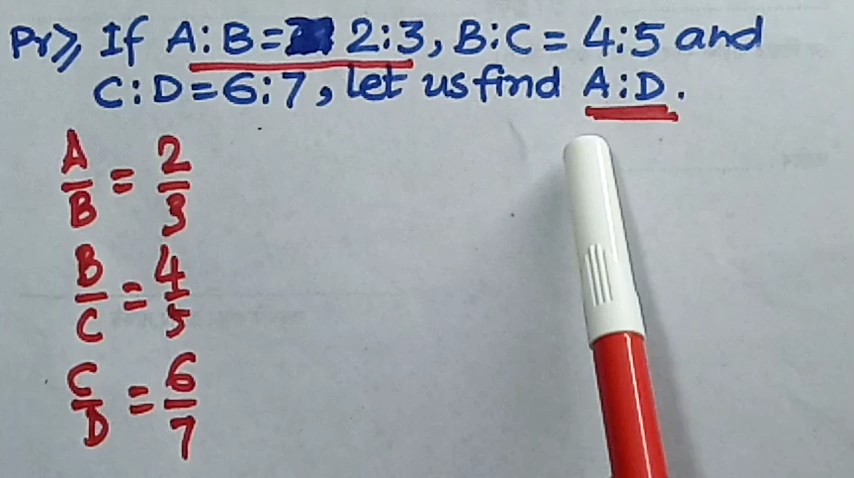 Pr> If A:B= 2:3, B:C = 4:5 and
C:D=6:7, let us find A:D.
A/B = 2/3
B/C = 4/5
C/D = 6/7